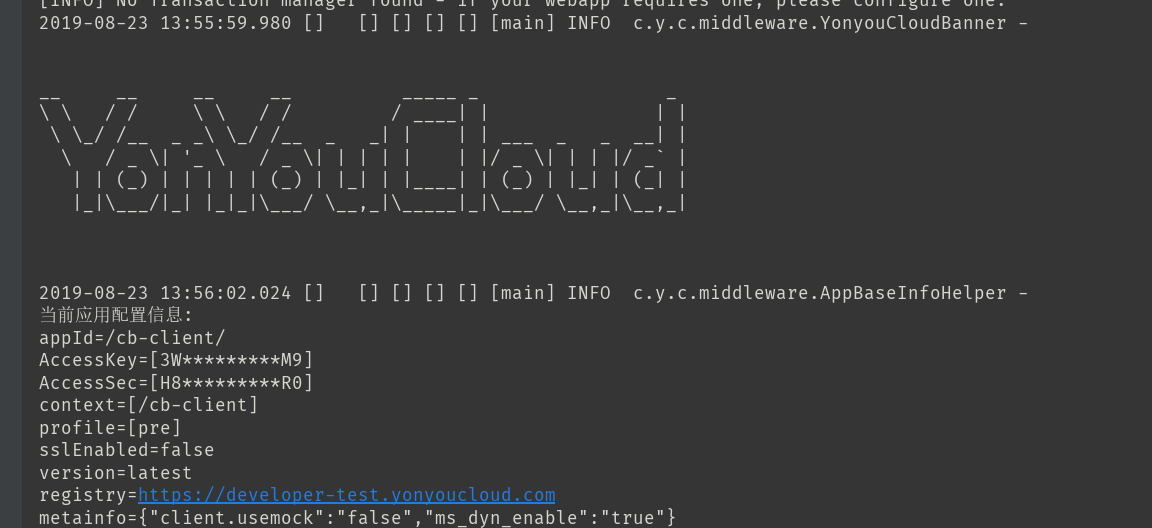 [INFO] No Transaction manager found - if your webapp requires one, please configure one.
2019-08-23 13:55:59.980 []   [] [] [] [] [main] INFO  c.y.c.middleware.YonyouCloudBanner -
__     __     __     __          _____ _                 _
\ \   / /     \ \   / /         / ____| |               | |
 \ \_/ /__  _ _\ \_/ /__  _   _| |    | | ___  _   _  __| |
  \   / _ \| '_ \   / _ \| | | | |    | |/ _ \| | | |/ _` |
   | | (_) | | | | | (_) | |_| | |____| | (_) | |_| | (_| |
   |_|\___/|_| |_|_|\___/ \__,_|\_____|_|\___/ \__,_|\__,_|
2019-08-23 13:56:02.024 []   [] [] [] [] [main] INFO  c.y.c.middleware.AppBaseInfoHelper -
当前应用配置信息:
appId=/cb-client/
AccessKey=[3W*********M9]
AccessSec=[H8*********R0]
context=[/cb-client]
profile=[pre]
sslEnabled=false
version=latest
registry=https://developer-test.yonyoucloud.com
metainfo={"client.usemock":"false","ms_dyn_enable":"true"}